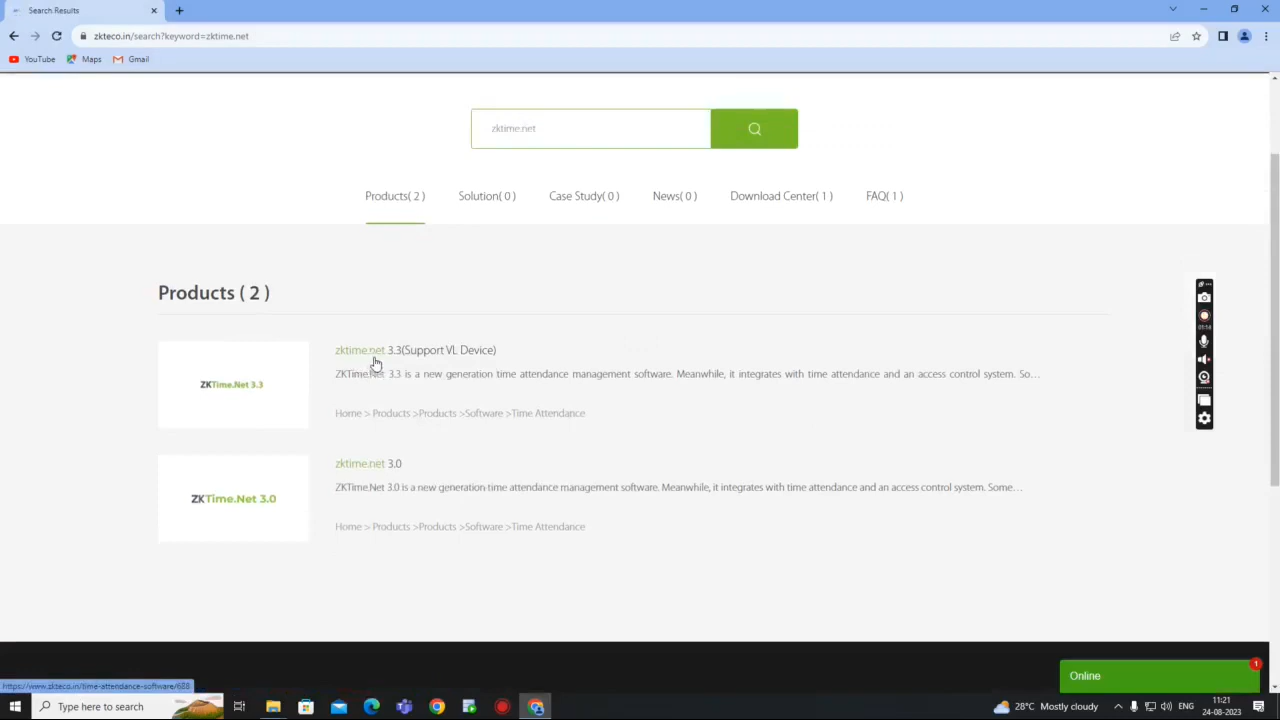 Search Results
zkteco.in/search?keyword=zktime.net
YouTube Maps Gmail
zktime.net
Products( 2 ) Solution( 0 ) Case Study( 0 ) News( 0 ) Download Center( 1 ) FAQ( 1 )
Products ( 2 )
ZKTime.Net 3.3
zktime.net 3.3(Support VL Device)
ZKTime.Net 3.3 is a new generation time attendance management software. Meanwhile, it integrates with time attendance and an access control system. So…
Home > Products >Products >Software >Time Attendance
ZKTime.Net 3.0
zktime.net 3.0
ZKTime.Net 3.0 is a new generation time attendance management software. Meanwhile, it integrates with time attendance and an access control system. Some…
Home > Products >Products >Software >Time Attendance
01:14
Online
1
https://www.zkteco.in/time-attendance-software/686
Type here to search
28°C Mostly cloudy
11:21
24-08-2023